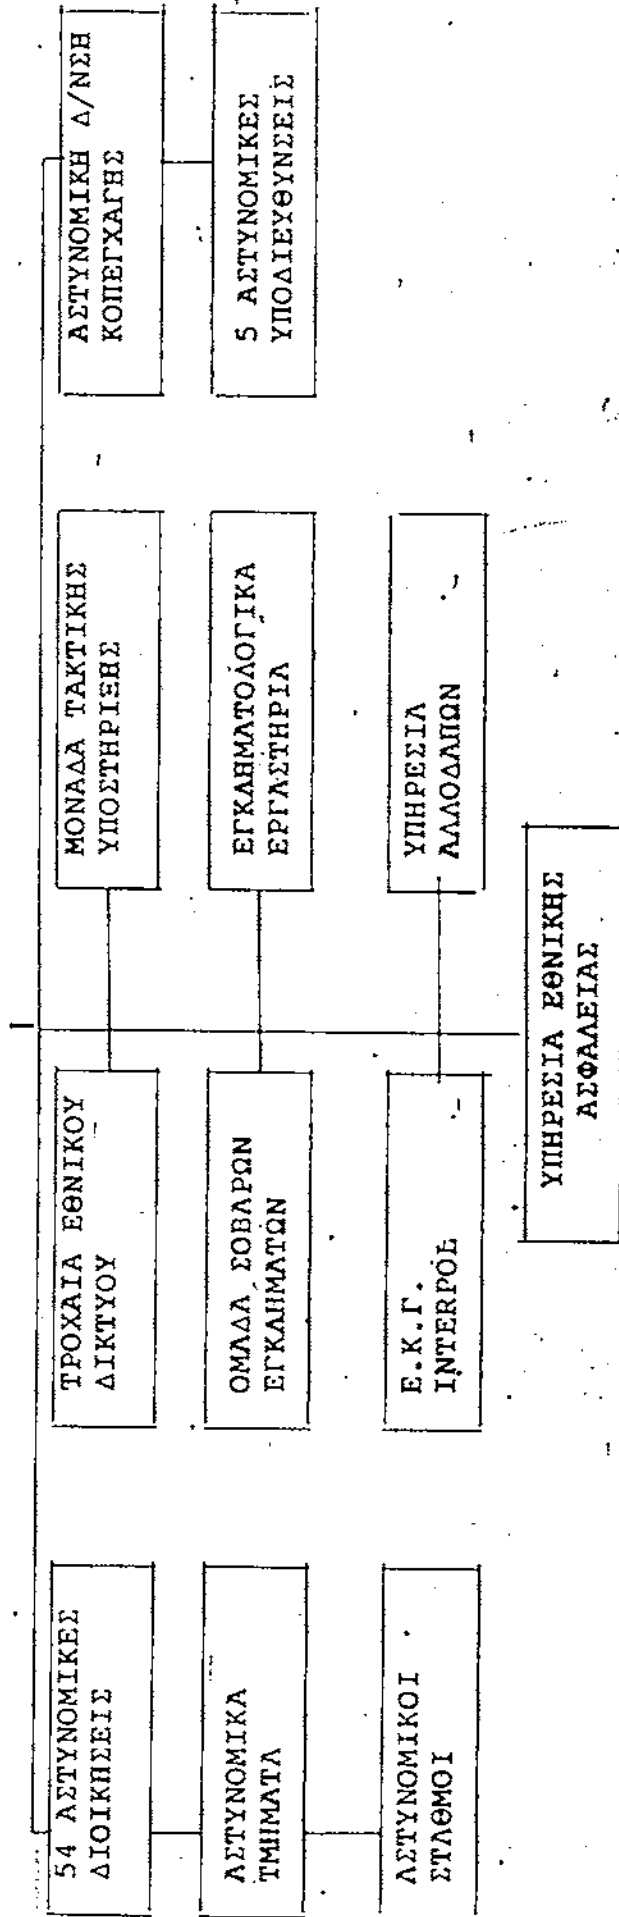 54 ΑΣΤΥΝΟΜΙΚΕΣ
ΔΙΟΙΚΗΣΕΙΣ
ΑΣΤΥΝΟΜΙΚΑ
ΤΜΗΜΑΤΑ
ΑΣΤΥΝΟΜΙΚΟΙ
ΣΤΑΘΜΟΙ
ΤΡΟΧΑΙΑ ΕΘΝΙΚΟΥ
ΔΙΚΤΥΟΥ
ΟΜΑΔΑ ΣΟΒΑΡΩΝ
ΕΓΚΛΗΜΑΤΩΝ
Ε.Κ.Γ.
INTERPOL
ΜΟΝΑΔΑ ΤΑΚΤΙΚΗΣ
ΥΠΟΣΤΗΡΙΞΗΣ
ΕΓΚΛΗΜΑΤΟΛΟΓΙΚΑ
ΕΡΓΑΣΤΗΡΙΑ
ΥΠΗΡΕΣΙΑ
ΑΛΛΟΔΑΠΩΝ
ΥΠΗΡΕΣΙΑ ΕΘΝΙΚΗΣ
ΑΣΦΑΛΕΙΑΣ
ΑΣΤΥΝΟΜΙΚΗ Δ/ΝΣΗ
ΚΟΠΕΓΧΑΓΗΣ
5 ΑΣΤΥΝΟΜΙΚΕΣ
ΥΠΟΔΙΕΥΘΥΝΣΕΙΣ